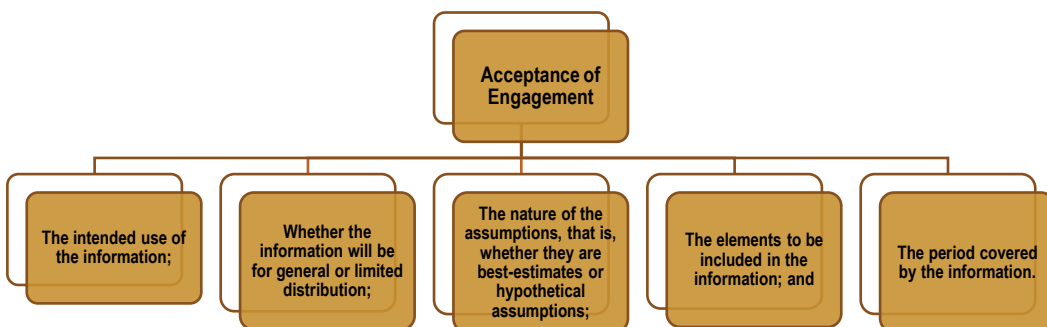 Acceptance of
Engagement
The intended use of
the information;
Whether the
information will be
for general or limited
distribution;
The nature of the
assumptions, that is,
whether they are
best-estimates or
hypothetical
assumptions;
The elements to be
included in the
information; and
The period covered
by the information.